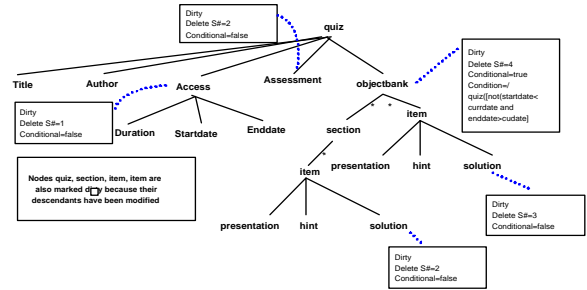 Dirty
Delete S#=2
Conditional=false
quiz
Dirty
Delete S#=4
Conditional=true
Condition=/
quiz([not(startdate<
currdate and
enddate>cudate]
Title
Author
Access
Assessment
objectbank
Dirty
Delete S#=1
Conditional=false
Duration
Startdate
Enddate
* *
section
item
Nodes quiz, section, item, item are
also marked dirty because their
descendants have been modified
*
item
presentation
hint
solution
Dirty
Delete S#=3
Conditional=false
presentation
hint
solution
Dirty
Delete S#=2
Conditional=false